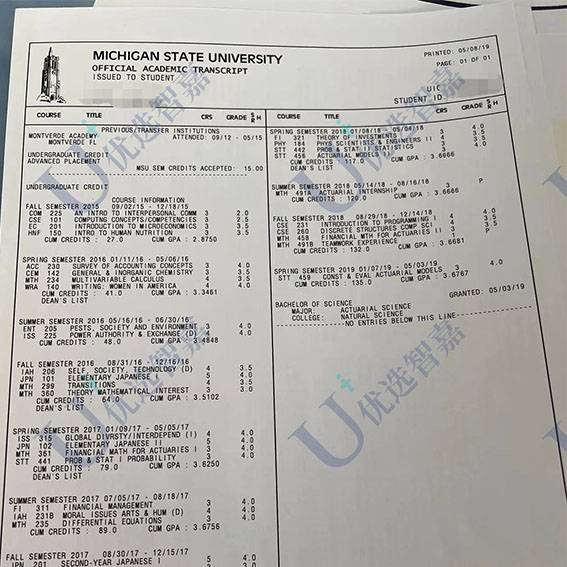 MICHIGAN STATE UNIVERSITY
OFFICIAL ACADEMIC TRANSCRIPT
ISSUED TO STUDENT
PRINTED: 05/08/19
PAGE: 01 OF 01
STUDENT ID:
COURSE TITLE CRS GRADE
PREVIOUS/TRANSFER INSTITUTIONS
MONTVERDE ACADEMY ATTENDED: 09/12 - 05/15
MONTVERDE FL
UNDERGRADUATE CREDIT
ADVANCED PLACEMENT
MSU SEM CREDITS ACCEPTED: 15.00
UNDERGRADUATE CREDIT
COURSE INFORMATION
FALL SEMESTER 2015 09/02/15 - 12/18/15
COM 225 AN INTRO TO INTERPERSONAL COMM 3 2.0
CSE 101 COMPUTNG CONCEPTS/COMPETENCIES 3 2.5
EC 201 INTRODUCTION TO MICROECONOMICS 3 3.5
HNF 150 INTRO TO HUMAN NUTRITION 3 3.5
CUM CREDITS : 27.0 CUM GPA : 2.8750
SPRING SEMESTER 2016 01/11/16 - 05/06/16
ACC 230 SURVEY OF ACCOUNTING CONCEPTS 3 4.0
CEM 142 GENERAL & INORGANIC CHEMISTRY 3 3.5
MTH 234 MULTIVARIABLE CALCULUS 4 3.5
WRA 140 WRITING: WOMEN IN AMERICA 4 4.0
CUM CREDITS : 41.0 CUM GPA : 3.3461
DEAN'S LIST
SUMMER SEMESTER 2016 05/16/16 - 06/30/16
ENT 205 PESTS, SOCIETY AND ENVIRONMENT 3 4.0
ISS 225 POWER AUTHORITY & EXCHANGE (D) 4 4.0
CUM CREDITS : 48.0 CUM GPA : 3.4848
FALL SEMESTER 2016 08/31/16 - 12/16/16
IAH 206 SELF, SOCIETY, TECHNOLOGY (D) 4 3.5
JPN 101 ELEMENTARY JAPANESE I 5 4.0
MTH 299 TRANSITIONS 4 3.5
MTH 360 THEORY MATHEMATICAL INTEREST 3 3.0
CUM CREDITS : 64.0 CUM GPA : 3.5102
DEAN'S LIST
SPRING SEMESTER 2017 01/09/17 - 05/05/17
ISS 315 GLOBAL DIVRSTY/INTERDEPEND (I) 4 4.0
JPN 102 ELEMENTARY JAPANESE II 5 4.0
MTH 361 FINANCIAL MATH FOR ACTUARIES I 3 4.0
STT 441 PROB & STAT I PROBABILITY 3 4.0
CUM CREDITS : 79.0 CUM GPA : 3.8250
DEAN'S LIST
SUMMER SEMESTER 2017 07/05/17 - 08/18/17
FI 311 FINANCIAL MANAGEMENT 3 4.0
IAH 231B MORAL ISSUES ARTS & HUM (D) 4 4.0
MTH 235 DIFFERENTIAL EQUATIONS 3 4.0
CUM CREDITS : 89.0 CUM GPA : 3.6756
FALL SEMESTER 2017 08/30/17 - 12/15/17
JPN 201 SECOND-YEAR JAPANESE I
COURSE TITLE CRS GRADE
SPRING SEMESTER 2018 01/08/18 - 05/04/18
FI 321 THEORY OF INVESTMENTS 3 4.0
PHY 184 PHYS SCIENTISTS & ENGINEERS II 4 3.5
STT 442 PROB & STAT II STATISTICS 3 4.0
STT 456 ACTUARIAL MODELS 3.5
CUM CREDITS : 117.0 CUM GPA : 3.6666
SUMMER SEMESTER 2018 05/14/18 - 08/16/18
MTH 491A ACTUARIAL INTERNSHIP 3 P
CUM CREDITS : 120.0 CUM GPA : 3.6666
FALL SEMESTER 2018 08/29/18 - 12/14/18
CSE 231 INTRODUCTION TO PROGRAMMING I 4 4.0
CSE 260 DISCRETE STRUCTURES COMP SCI 4 3.5
MTH 458 FINANCIAL MTH FOR ACTUARIES II 3 3.5
MTH 491B TEAMWORK EXPERIENCE P
CUM CREDITS : 132.0 CUM GPA : 3.6681
SPRING SEMESTER 2019 01/07/19 - 05/03/19
STT 459 CONST & EVAL ACTUARIAL MODELS 3 4.0
CUM CREDITS : 135.0 CUM GPA : 3.6767
BACHELOR OF SCIENCE GRANTED: 05/03/19
MAJOR: ACTUARIAL SCIENCE
COLLEGE: NATURAL SCIENCE
NO ENTRIES BELOW THIS LINE
优选智嘉
优选智嘉
优选智嘉
优选智嘉